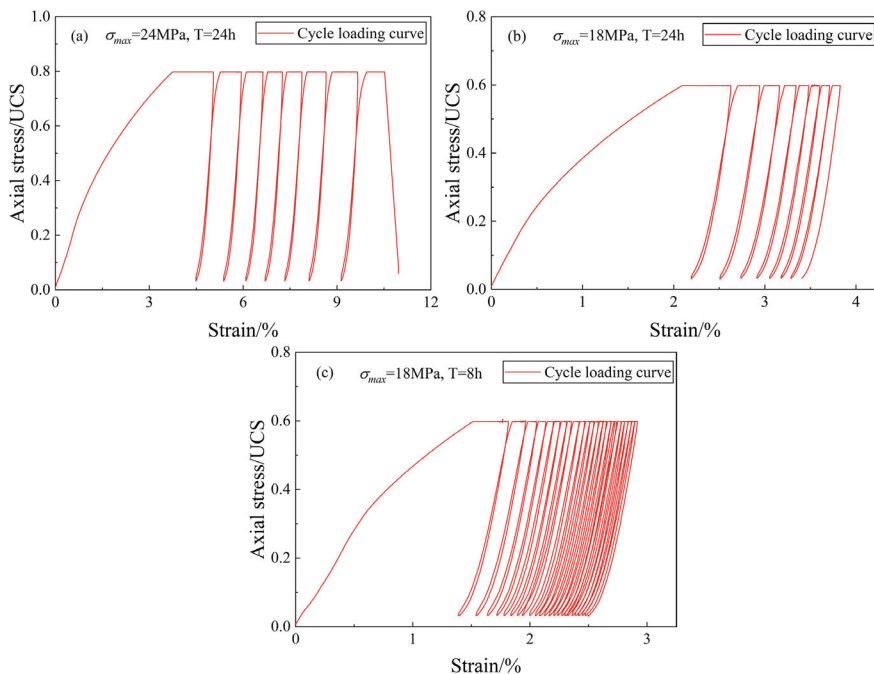 (a) σmax=24MPa, T=24h Cycle loading curve
Axial stress/UCS
1.0
0.8
0.6
0.4
0.2
0.0
0 3 6 9 12
Strain/%
(b) σmax=18MPa, T=24h Cycle loading curve
Axial stress/UCS
0.8
0.6
0.4
0.2
0.0
0 1 2 3 4
Strain/%
(c) σmax=18MPa, T=8h Cycle loading curve
Axial stress/UCS
0.8
0.6
0.4
0.2
0.0
0 1 2 3
Strain/%